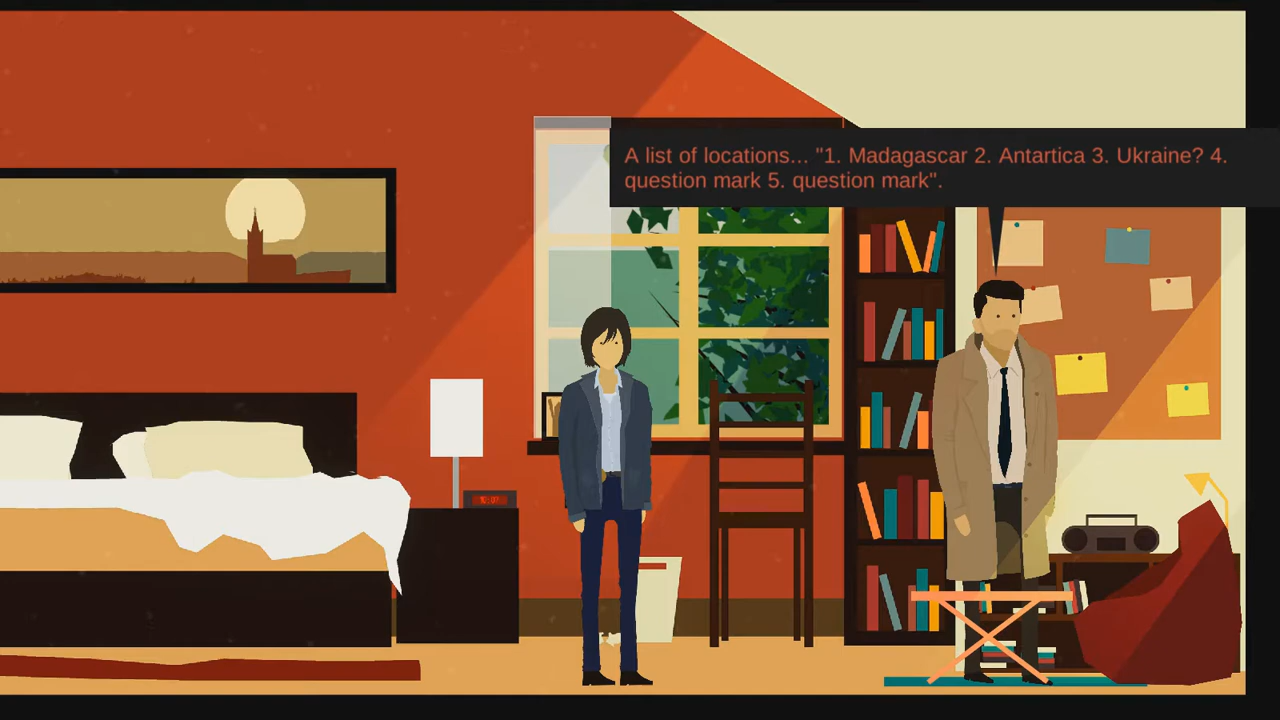 A list of locations... "1. Madagascar 2. Antartica 3. Ukraine? 4.
question mark 5. question mark".